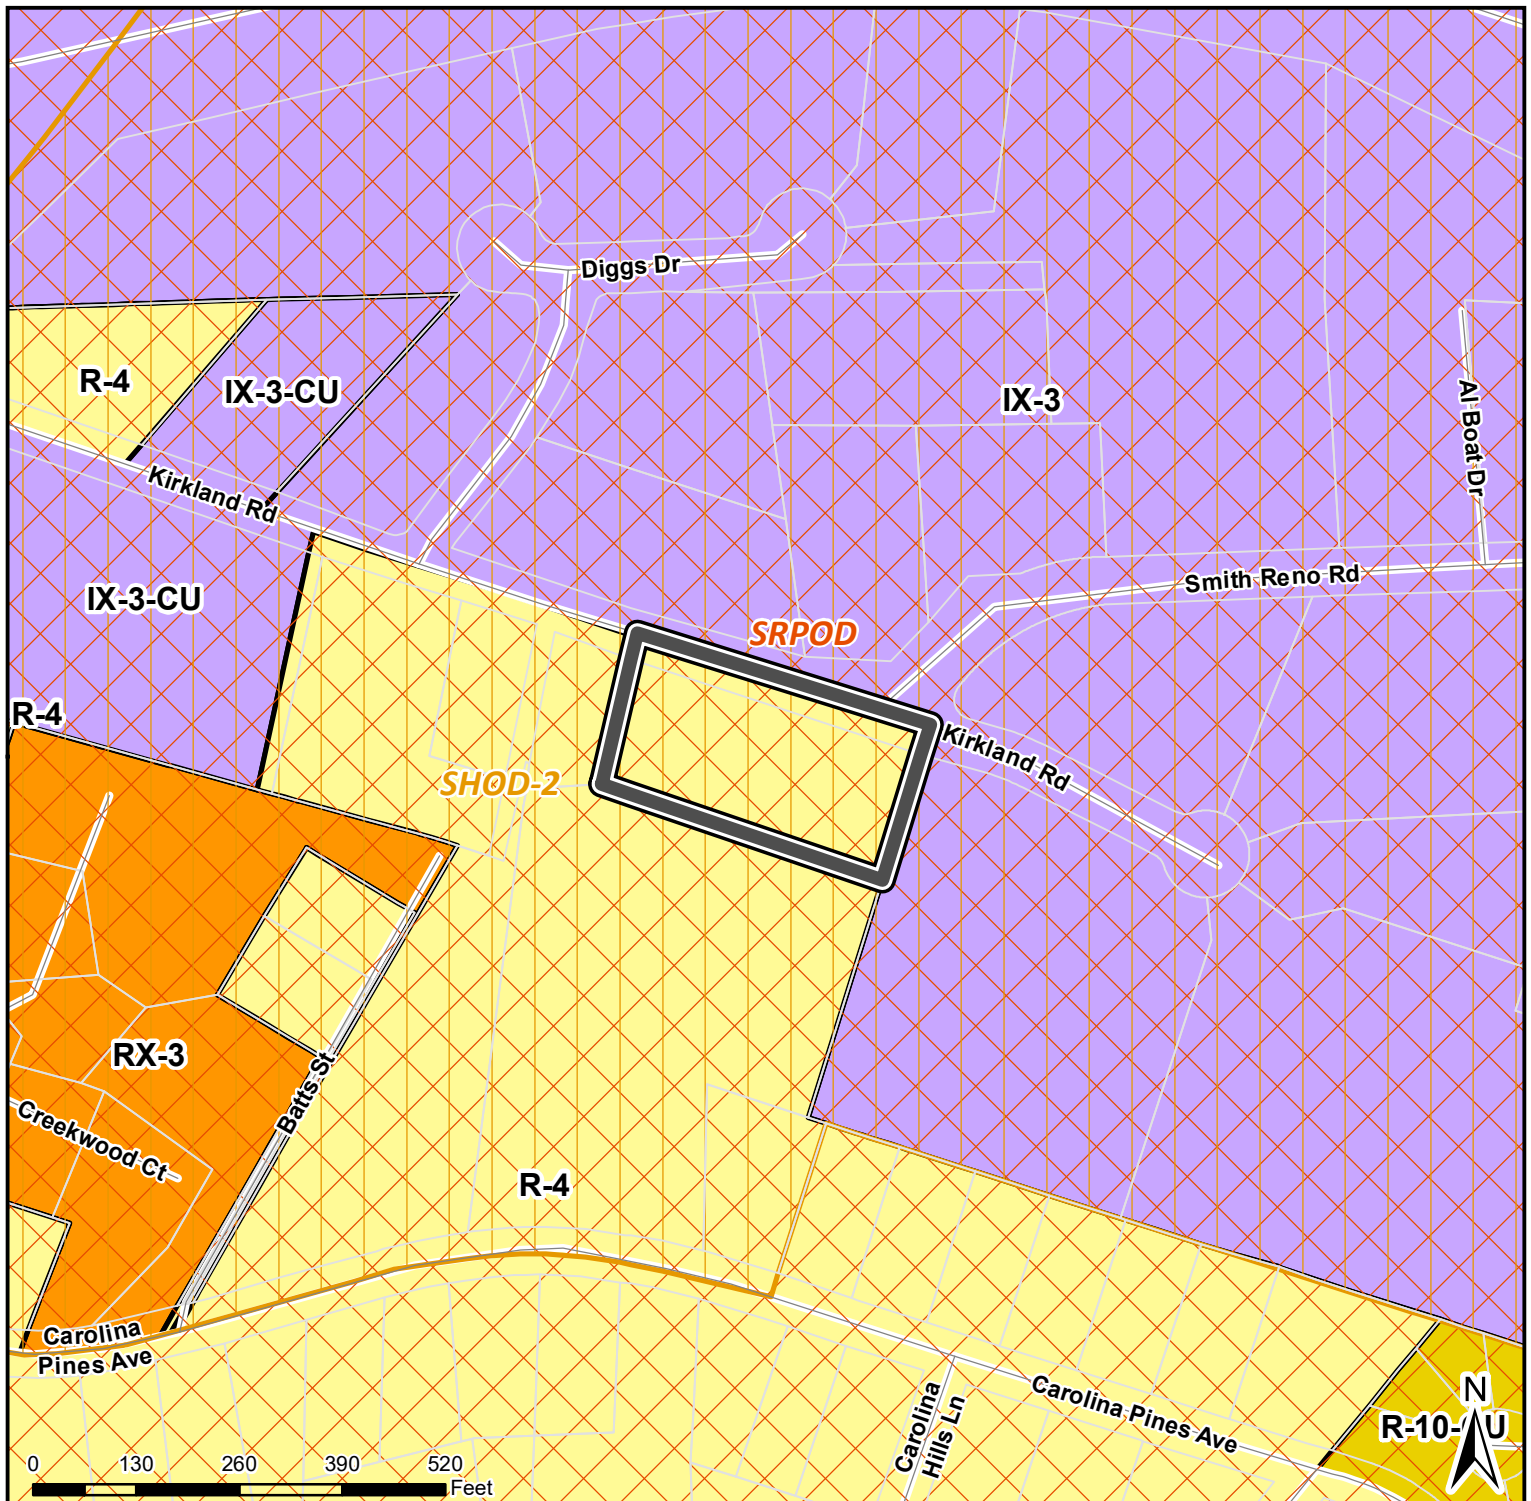 Diggs Dr
R-4
IX-3-CU
IX-3
Al Boat Dr
Kirkland Rd
Smith Reno Rd
IX-3-CU
SRPOD
R-4
Kirkland Rd
SHOD-2
RX-3
Batts St
Creekwood Ct
R-4
Carolina
Pines Ave
Carolina
Hills Ln
Carolina Pines Ave
N
0 130 260 390 520
Feet